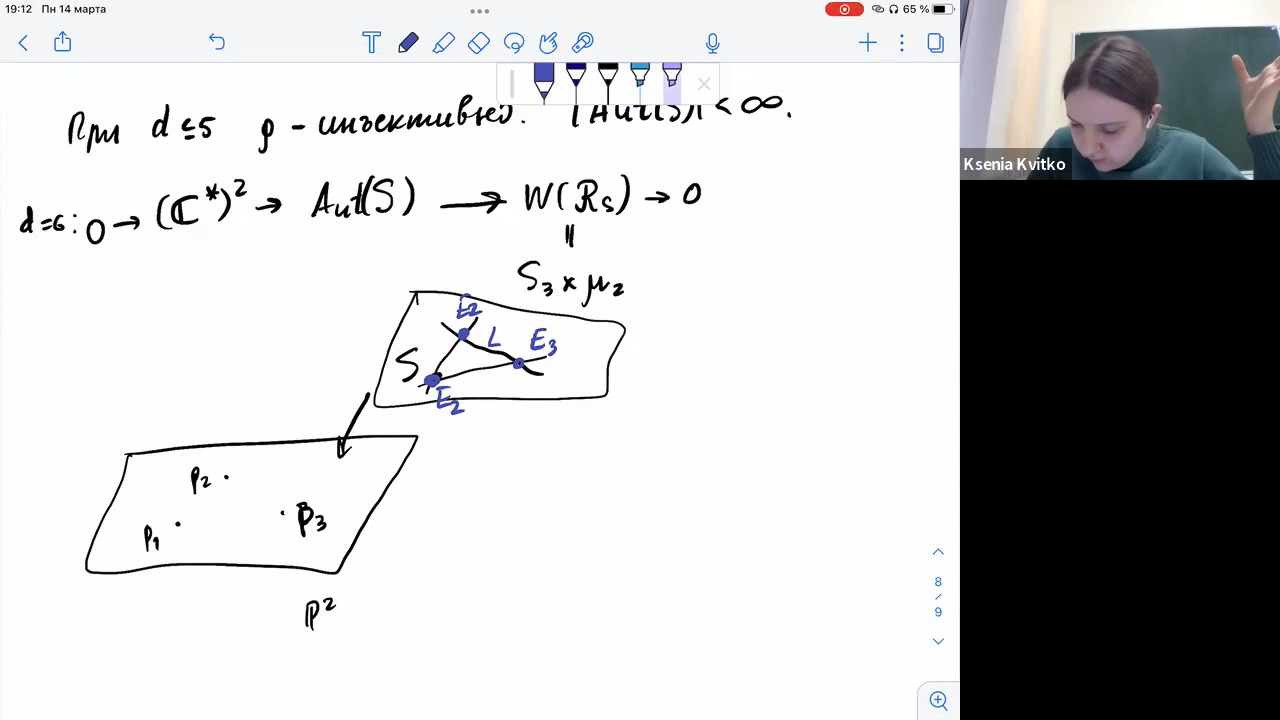 19:12 Пн 14 марта
65 %
При d ≤ 5 ρ - инъективно. |Aut(S)| < ∞.
d=6: 0 → (ℂ*)² → Aut(S) → W(R_S) → 0
=
S₃ × μ₂
E₂
L E₃
S
E₂
p₂
p₁ p₃
ℙ²
8
/
9
Ksenia Kvitko